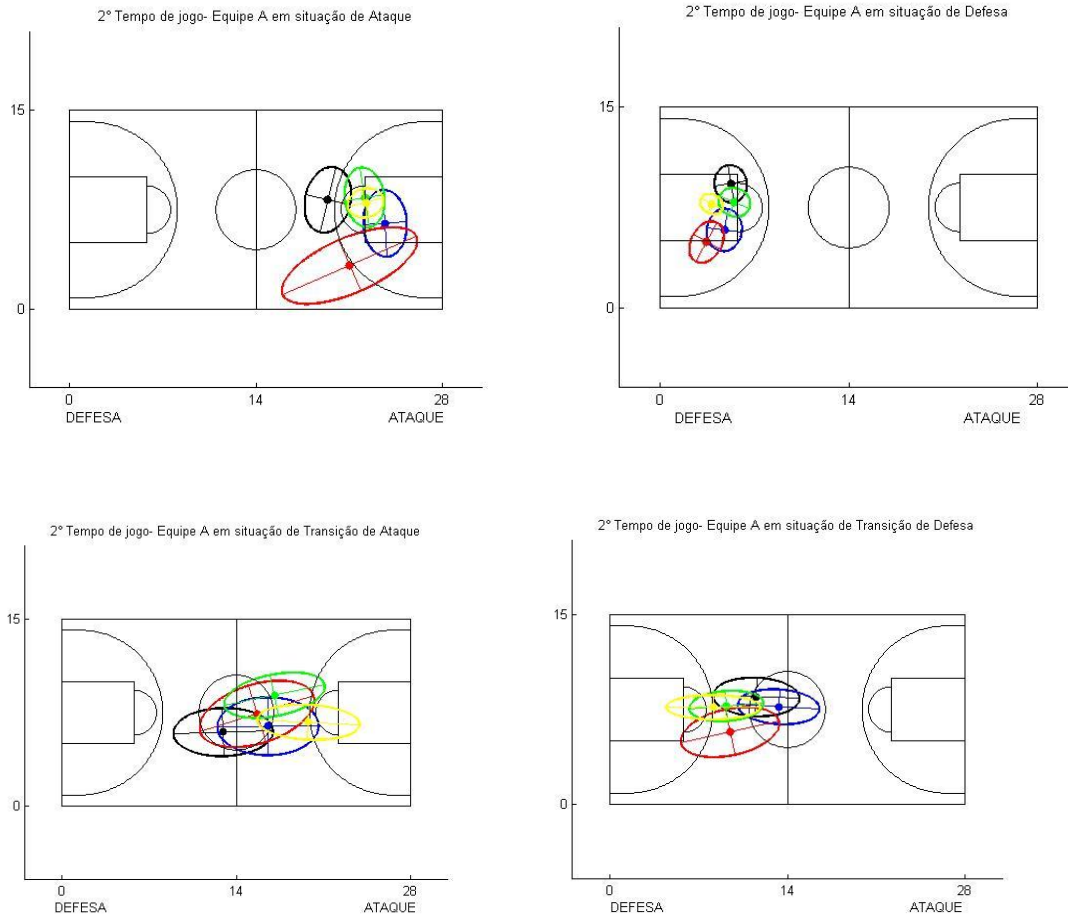 2° Tempo de jogo- Equipe A em situação de Ataque
15
0
0 14 28
DEFESA ATAQUE
2° Tempo de jogo- Equipe A em situação de Defesa
15
0
0 14 28
DEFESA ATAQUE
2° Tempo de jogo- Equipe A em situação de Transição de Ataque
15
0
0 14 28
DEFESA ATAQUE
2° Tempo de jogo- Equipe A em situação de Transição de Defesa
15
0
0 14 28
DEFESA ATAQUE